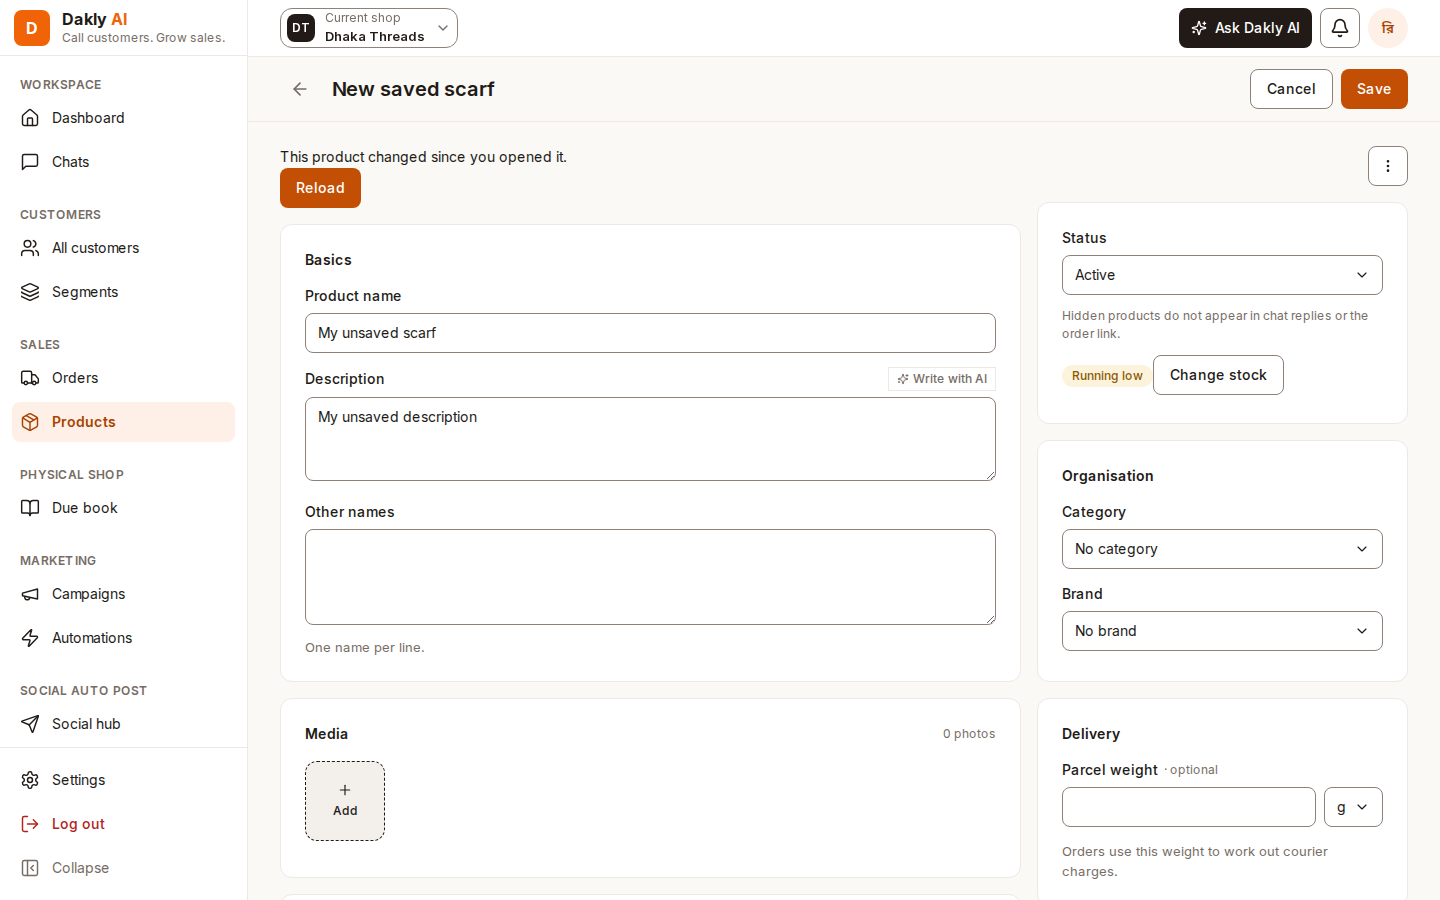 D
Dakly AI
Call customers. Grow sales.
DT
Current shop
Dhaka Threads
Ask Dakly AI
রি
WORKSPACE
Dashboard
Chats
CUSTOMERS
All customers
Segments
SALES
Orders
Products
PHYSICAL SHOP
Due book
MARKETING
Campaigns
Automations
SOCIAL AUTO POST
Social hub
Settings
Log out
Collapse
New saved scarf
Cancel
Save
This product changed since you opened it.
Reload
Basics
Product name
My unsaved scarf
Description
Write with AI
My unsaved description
Other names
One name per line.
Media
0 photos
Add
Status
Active
Hidden products do not appear in chat replies or the
order link.
Running low
Change stock
Organisation
Category
No category
Brand
No brand
Delivery
Parcel weight · optional
g
Orders use this weight to work out courier
charges.